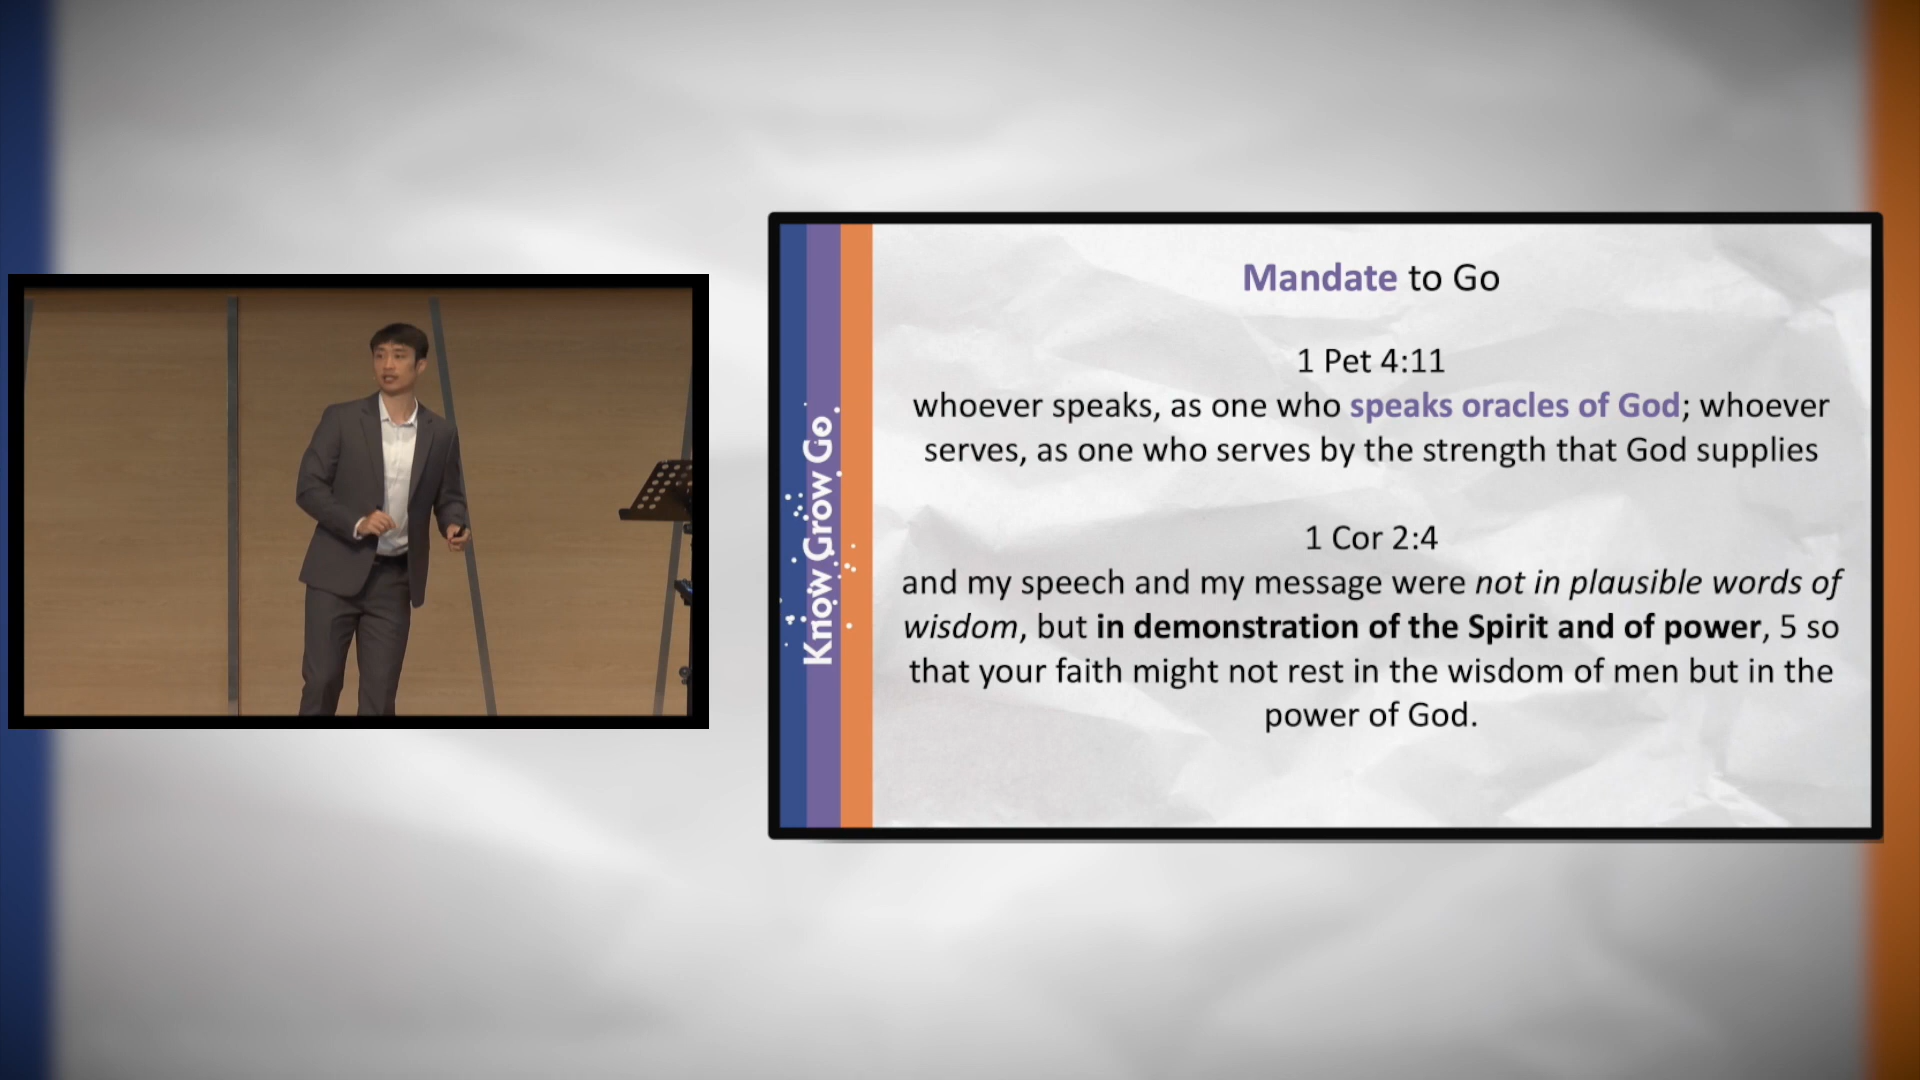 Know Grow Go
Mandate to Go
1 Pet 4:11
whoever speaks, as one who speaks oracles of God; whoever
serves, as one who serves by the strength that God supplies
1 Cor 2:4
and my speech and my message were not in plausible words of
wisdom, but in demonstration of the Spirit and of power, 5 so
that your faith might not rest in the wisdom of men but in the
power of God.